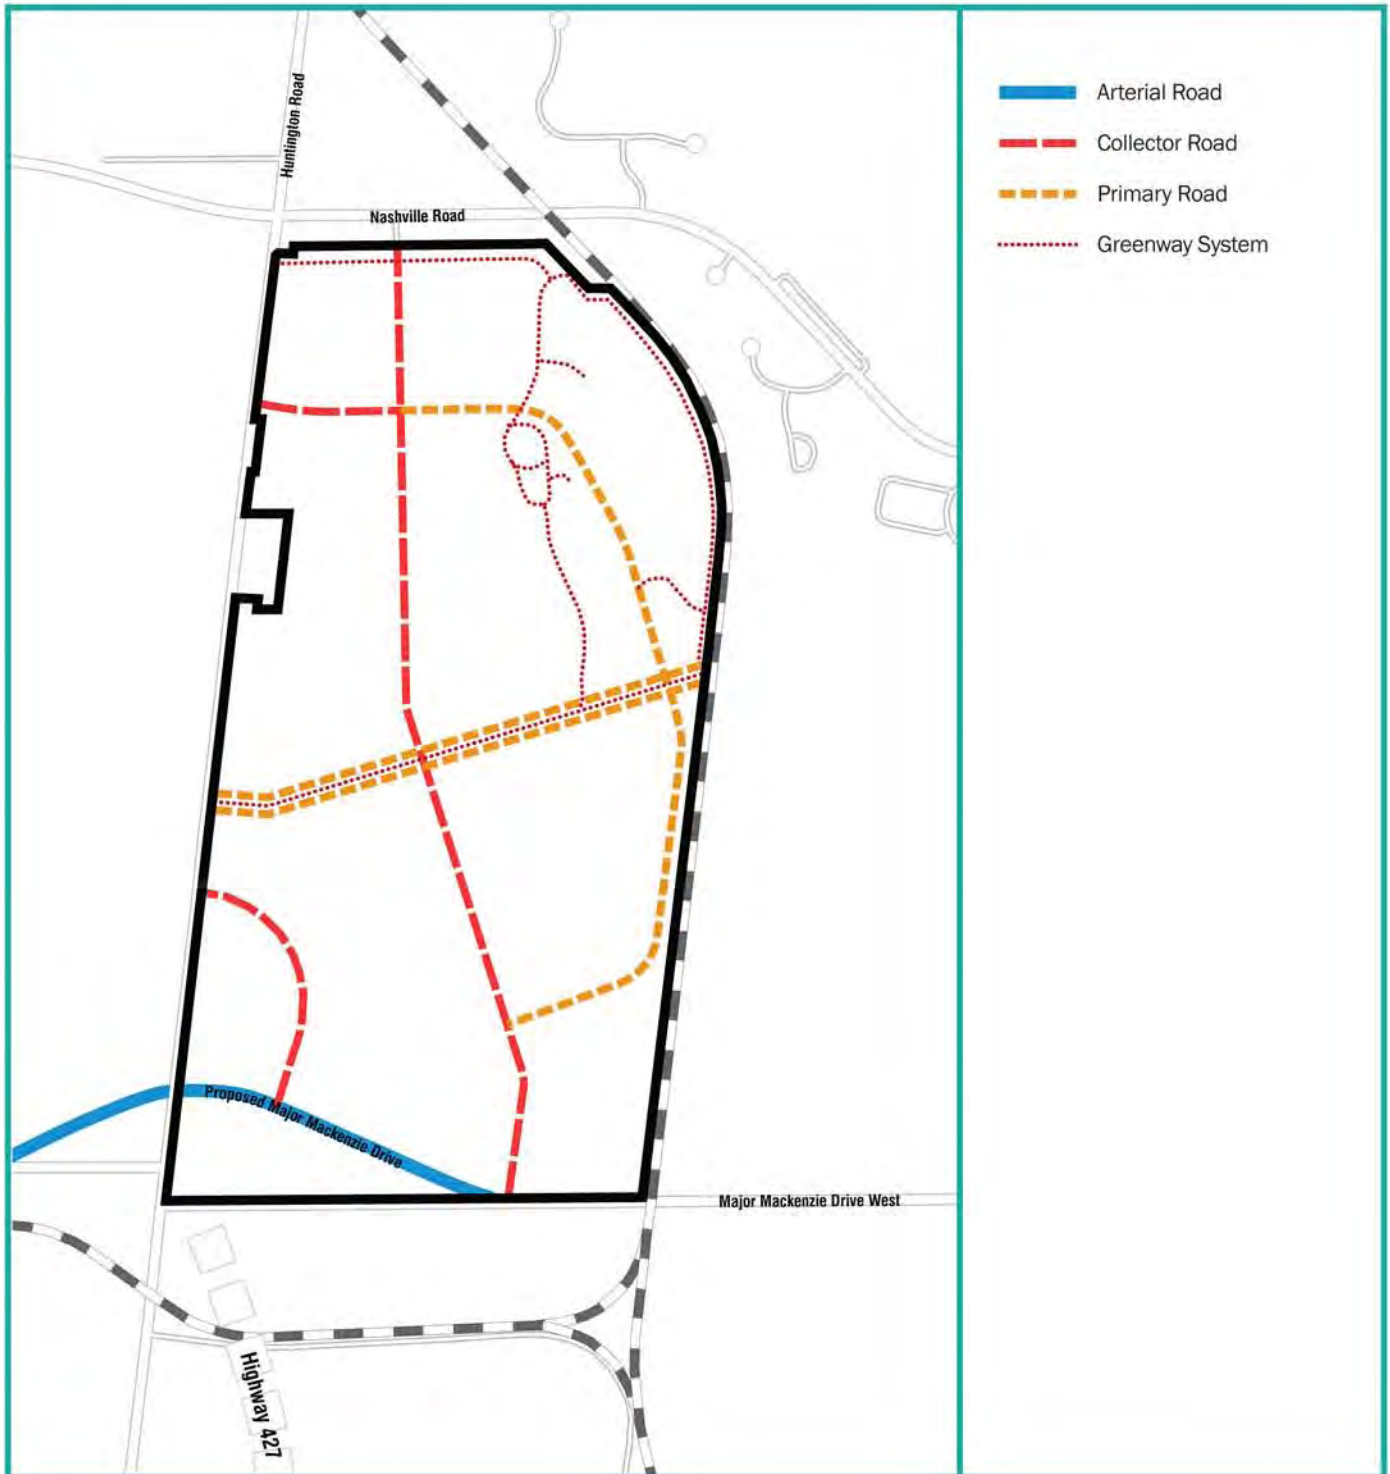 Huntington Road
Nashville Road
Proposed Major Mackenzie Drive
Major Mackenzie Drive West
Highway 427
Arterial Road
Collector Road
Primary Road
Greenway System